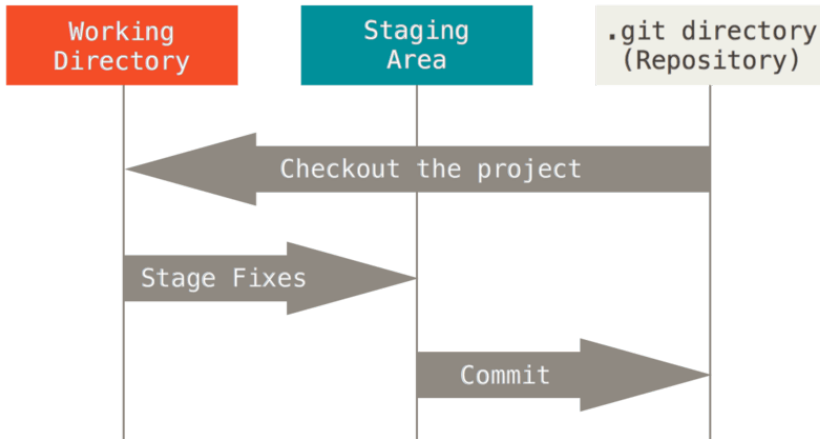 Working
Directory
Staging
Area
.git directory
(Repository)
Checkout the project
Stage Fixes
Commit